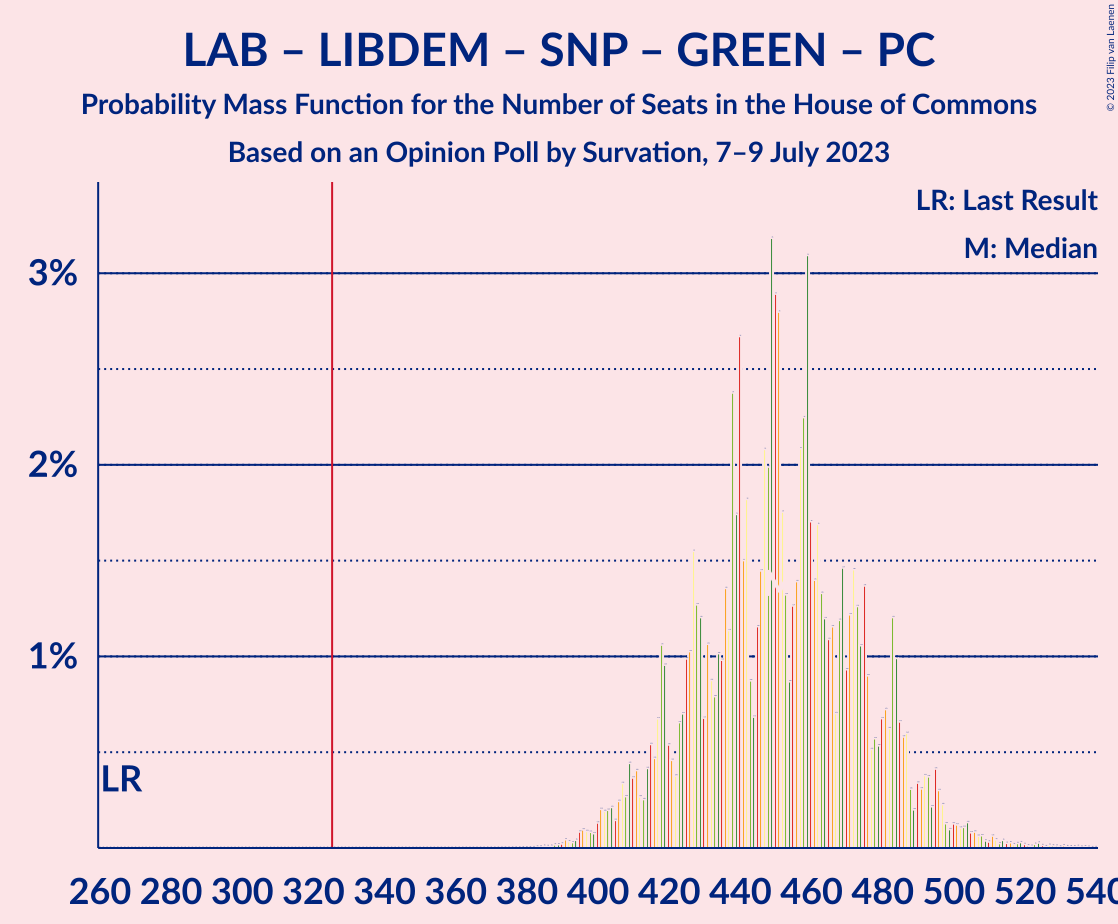 LAB – LIBDEM – SNP – GREEN – PC
Probability Mass Function for the Number of Seats in the House of Commons
Based on an Opinion Poll by Survation, 7–9 July 2023
© 2023 Filip van Laenen
LR: Last Result
M: Median
3%
2%
1%
LR
260 280 300 320 340 360 380 400 420 440 460 480 500 520 540